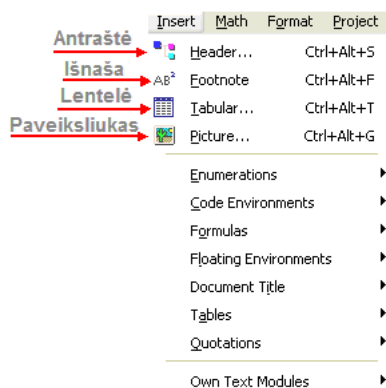 Insert Math Format Project
Antraštė Header... Ctrl+Alt+S
Išnaša AB² Footnote Ctrl+Alt+F
Lentelė Tabular... Ctrl+Alt+T
Paveiksliukas Picture... Ctrl+Alt+G
Enumerations
Code Environments
Formulas
Floating Environments
Document Title
Tables
Quotations
Own Text Modules